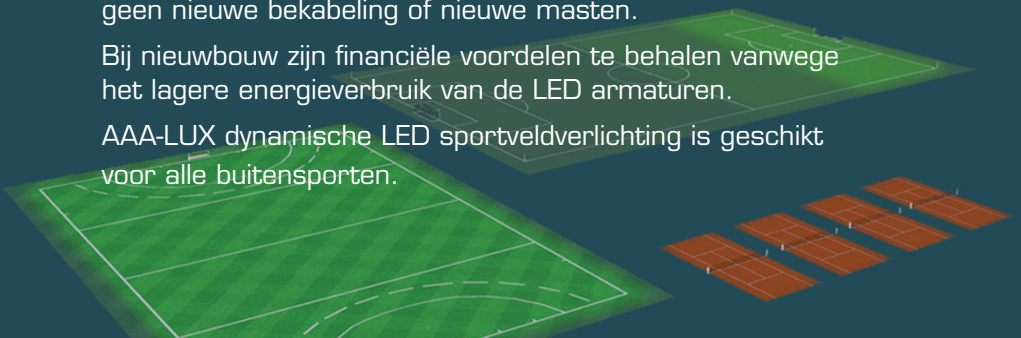 geen nieuwe bekabeling of nieuwe masten.
Bij nieuwbouw zijn financiële voordelen te behalen vanwege
het lagere energieverbruik van de LED armaturen.
AAA-LUX dynamische LED sportveldverlichting is geschikt
voor alle buitensporten.